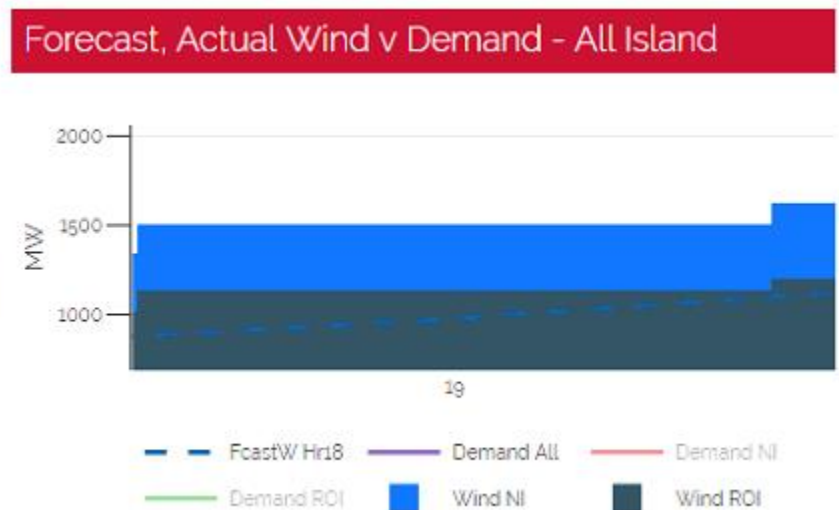 Forecast, Actual Wind v Demand - All Island
2000
MW
1500
1000
19
FcastW Hr18 Demand All Demand NI
Demand ROI Wind NI Wind ROI